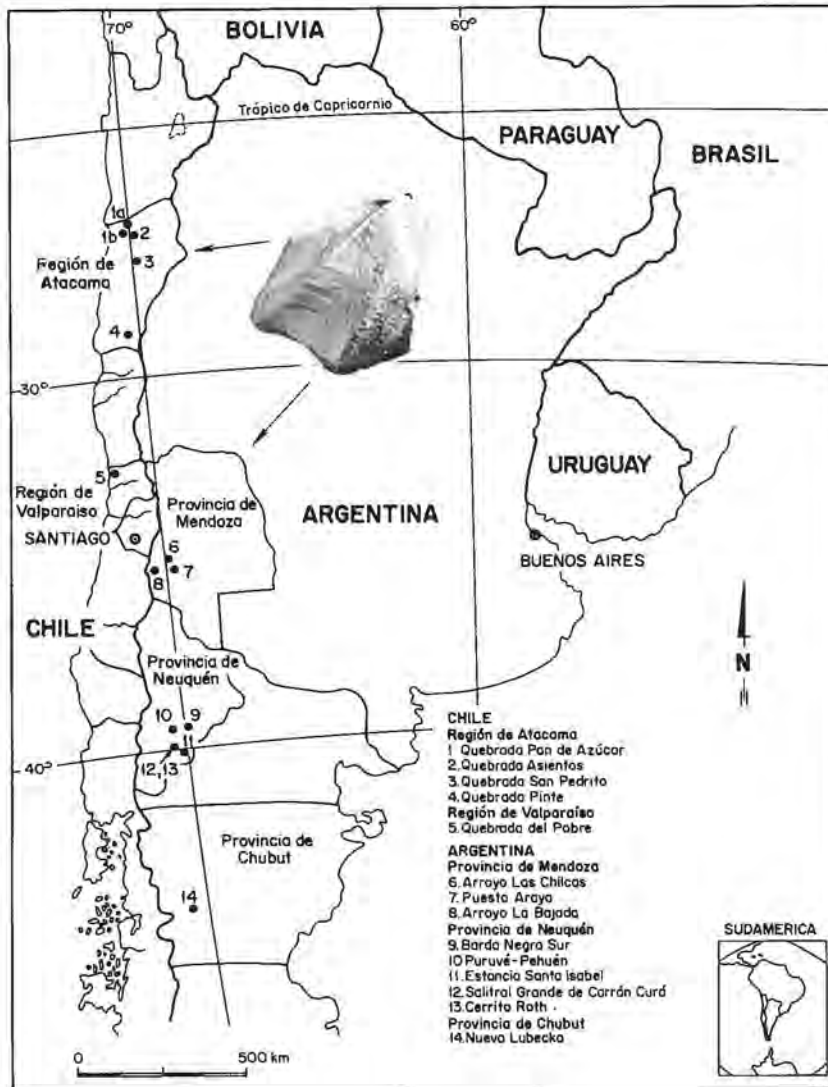 70°
60°
BOLIVIA
Trópico de Capricornio
PARAGUAY
BRASIL
1a
1b
2
Región de
Atacama
3
4
30°
5
Región de
Valparaíso
Provincia de
Mendoza
ARGENTINA
URUGUAY
SANTIAGO
6
7
8
BUENOS AIRES
CHILE
Provincia de
Neuquén
N
10
9
11
12,13
40°
Provincia de
Chubut
14
CHILE
Región de Atacama
1 Quebrada Pan de Azúcar
2. Quebrada Asientos
3. Quebrada San Pedrito
4. Quebrada Pinte
Región de Valparaíso
5. Quebrada del Pobre
ARGENTINA
Provincia de Mendoza
6. Arroyo Las Chilcas
7. Puesto Araya
8. Arroyo La Bajada
Provincia de Neuquén
9. Barda Negra Sur
10 Puruvé-Pehuén
11. Estancia Santa Isabel
12. Salitral Grande de Carrán Curá
13. Cerrito Roth
Provincia de Chubut
14. Nueva Lubecka
SUDAMERICA
0
500 km